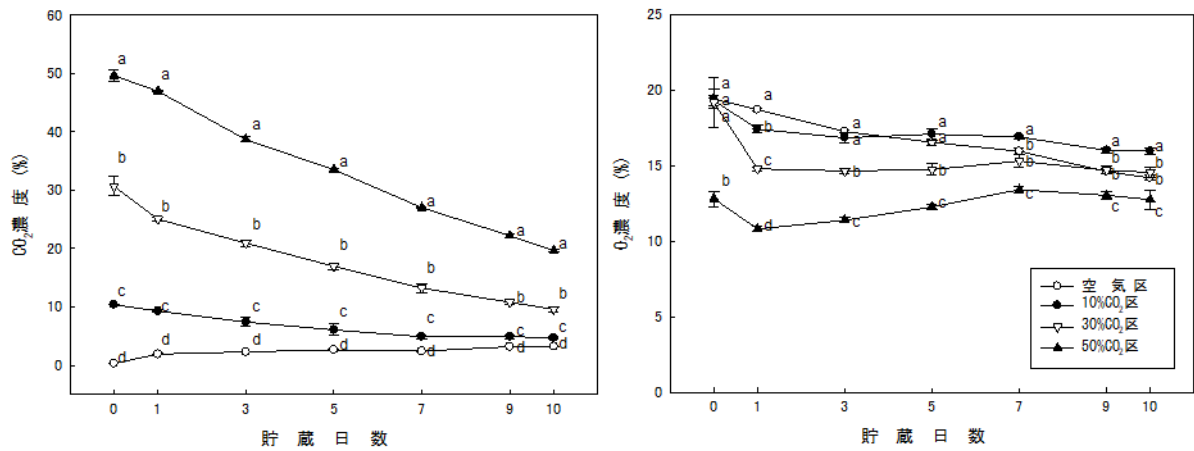 60
50
40
30
20
10
0
CO2濃度 (%)
a a a a a a a
b b b b b b b
c c c c c c c
d d d d d d d
0 1 3 5 7 9 10
貯蔵日数
25
20
15
10
5
0
O2濃度 (%)
a a a a a a a
a b a a b b b
a c b b b b b
b d c c c c c
空気区
10%CO2区
30%CO2区
50%CO2区
0 1 3 5 7 9 10
貯蔵日数